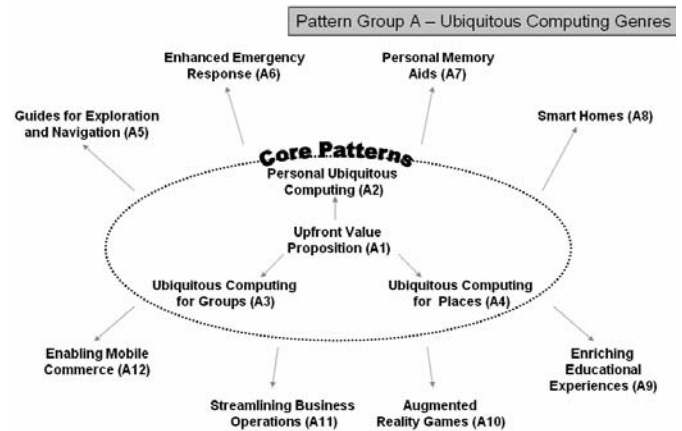 Pattern Group A – Ubiquitous Computing Genres
Enhanced Emergency
Response (A6)
Personal Memory
Aids (A7)
Guides for Exploration
and Navigation (A5)
Smart Homes (A8)
Core Patterns
Personal Ubiquitous
Computing (A2)
Upfront Value
Proposition (A1)
Ubiquitous Computing
for Groups (A3)
Ubiquitous Computing
for Places (A4)
Enabling Mobile
Commerce (A12)
Enriching
Educational
Experiences (A9)
Streamlining Business
Operations (A11)
Augmented
Reality Games (A10)